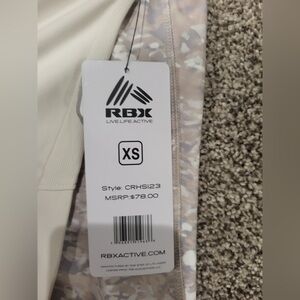 RBX
LIVE LIFE ACTIVE
XS
Style: CRHS123
MSRP:$78.00
RBXACTIVE.COM